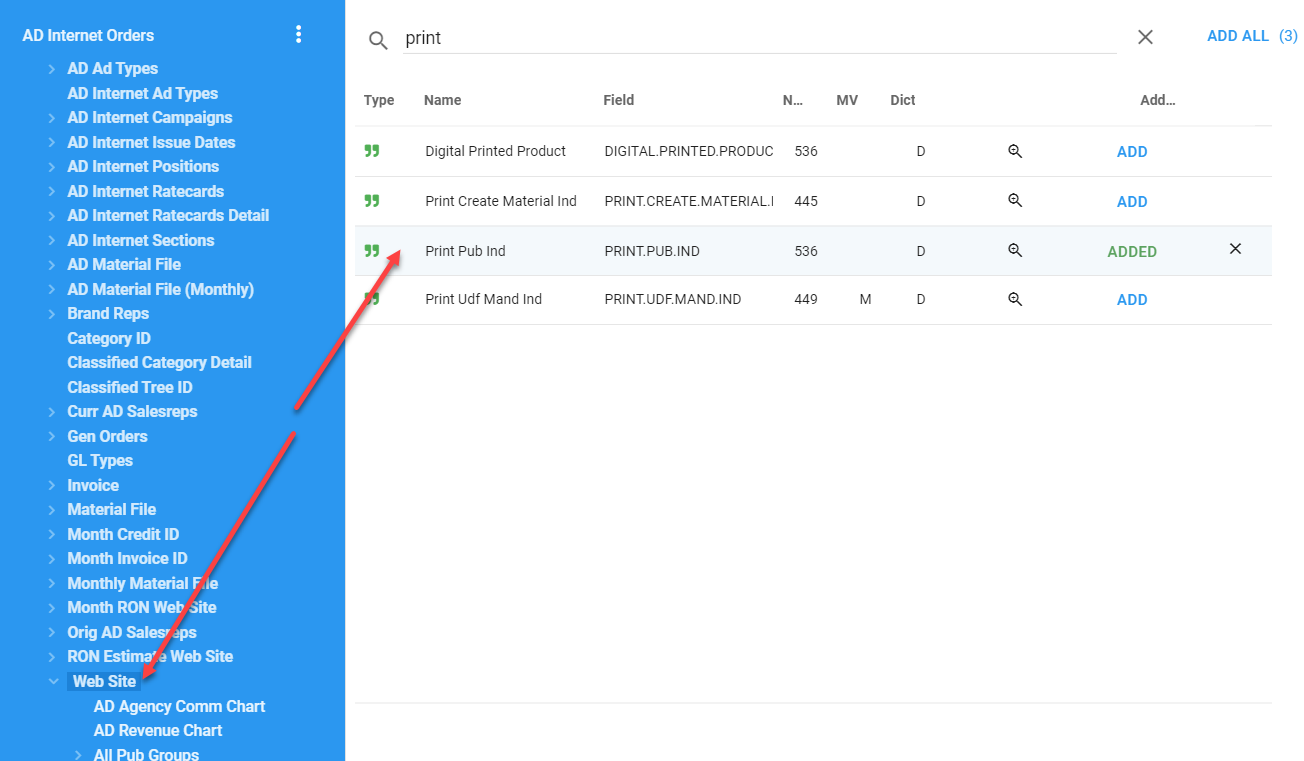 AD Internet Orders
AD Ad Types
AD Internet Ad Types
AD Internet Campaigns
AD Internet Issue Dates
AD Internet Positions
AD Internet Ratecards
AD Internet Ratecards Detail
AD Internet Sections
AD Material File
AD Material File (Monthly)
Brand Reps
Category ID
Classified Category Detail
Classified Tree ID
Curr AD Salesreps
Gen Orders
GL Types
Invoice
Material File
Month Credit ID
Month Invoice ID
Monthly Material File
Month RON Web Site
Orig AD Salesreps
RON Estimate Web Site
Web Site
AD Agency Comm Chart
AD Revenue Chart
All Pub Groups
print
ADD ALL (3)
Type Name Field N... MV Dict Add...
Digital Printed Product DIGITAL.PRINTED.PRODUC 536 D ADD
Print Create Material Ind PRINT.CREATE.MATERIAL.I 445 D ADD
Print Pub Ind PRINT.PUB.IND 536 D ADDED
Print Udf Mand Ind PRINT.UDF.MAND.IND 449 M D ADD